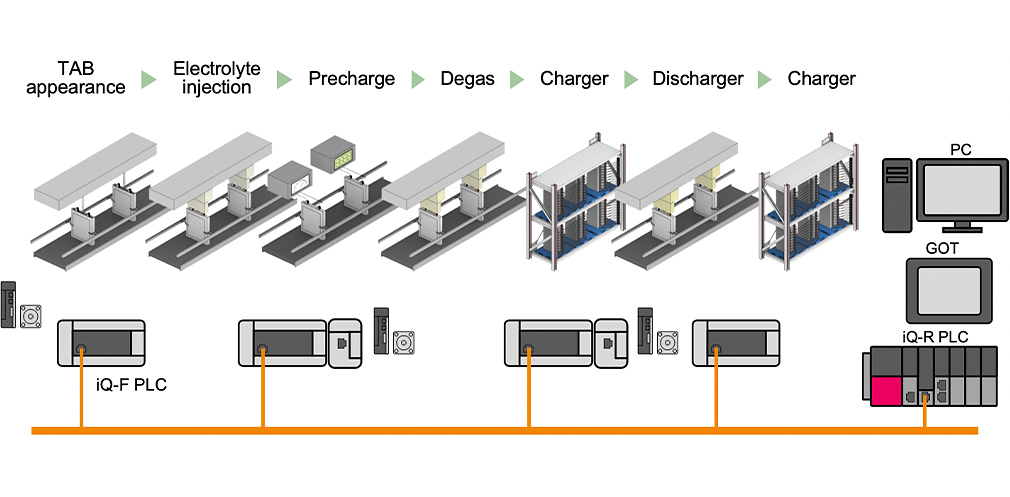 TAB
appearance
Electrolyte
injection
Precharge
Degas
Charger
Discharger
Charger
PC
GOT
iQ-R PLC
iQ-F PLC